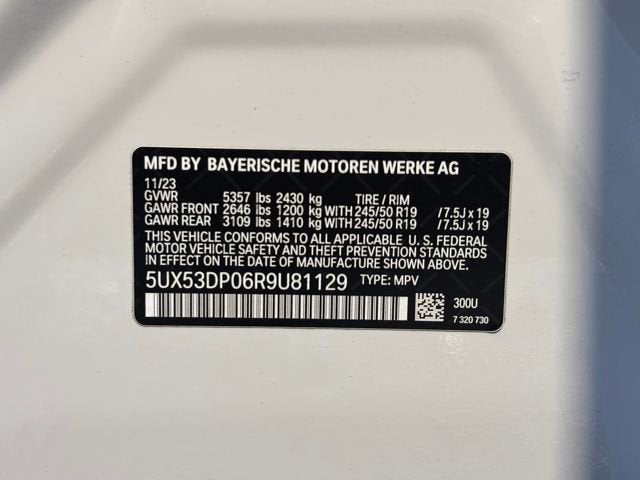 MFD BY BAYERISCHE MOTOREN WERKE AG
11/23
GVWR 5357 lbs 2430 kg TIRE / RIM
GAWR FRONT 2646 lbs 1200 kg WITH 245/50 R19 /7.5J x 19
GAWR REAR 3109 lbs 1410 kg WITH 245/50 R19 /7.5J x 19
THIS VEHICLE CONFORMS TO ALL APPLICABLE U. S. FEDERAL
MOTOR VEHICLE SAFETY AND THEFT PREVENTION STANDARDS
IN EFFECT ON THE DATE OF MANUFACTURE SHOWN ABOVE.
5UX53DP06R9U81129 TYPE: MPV
300U
7 320 730